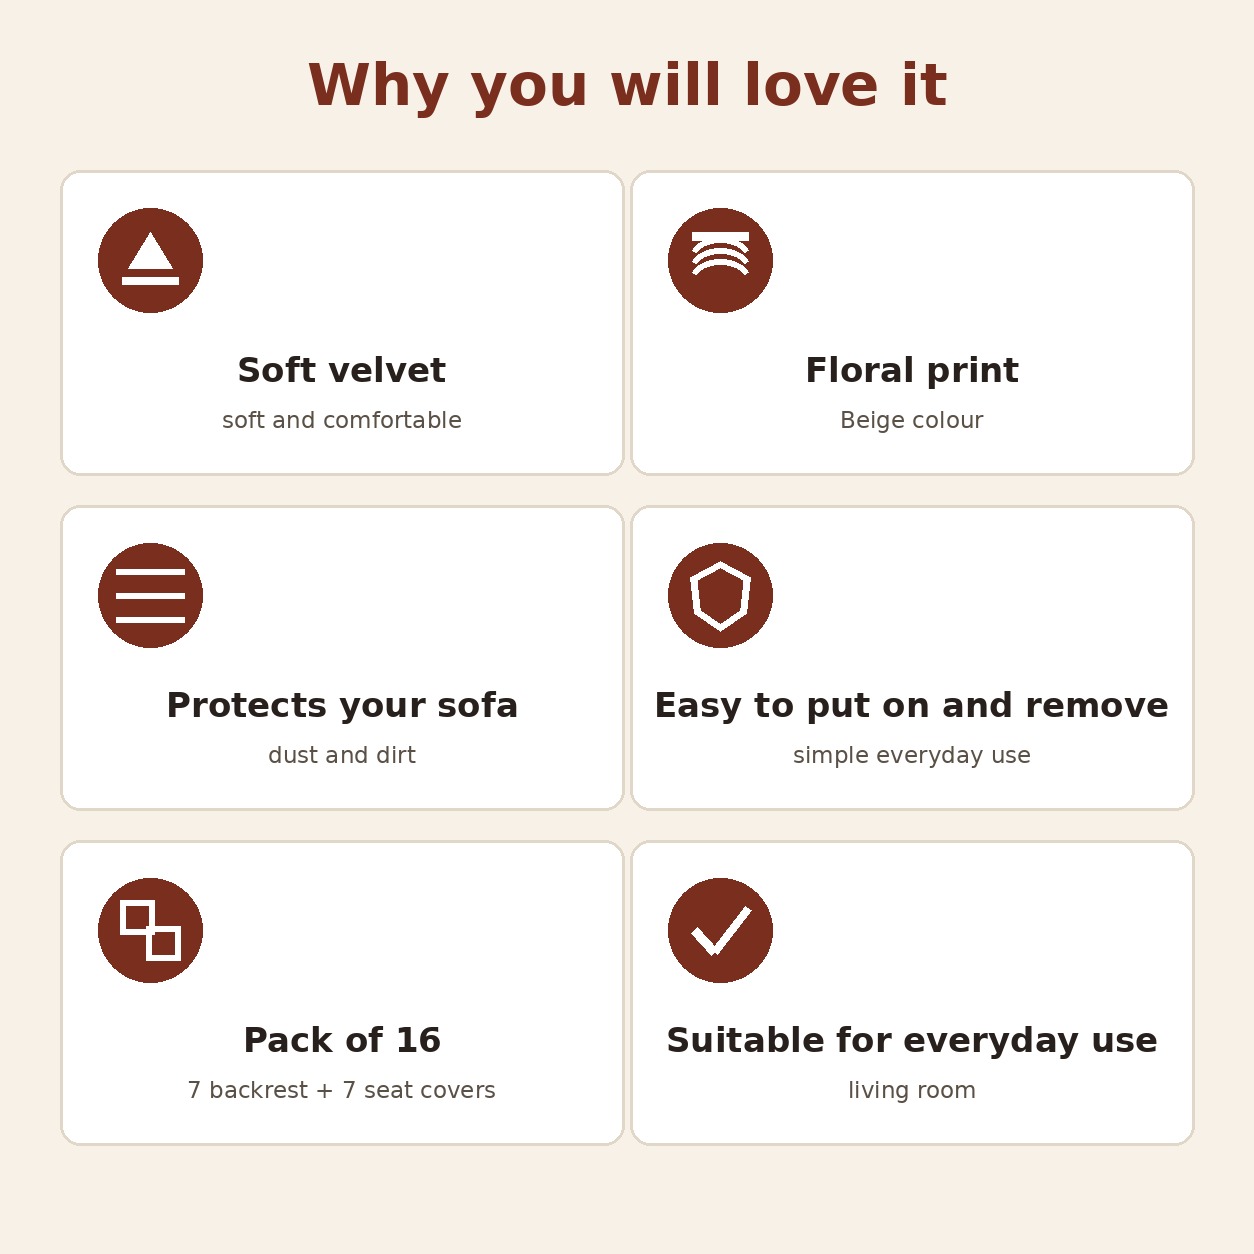 Why you will love it
Soft velvet
soft and comfortable
Floral print
Beige colour
Protects your sofa
dust and dirt
Easy to put on and remove
simple everyday use
Pack of 16
7 backrest + 7 seat covers
Suitable for everyday use
living room